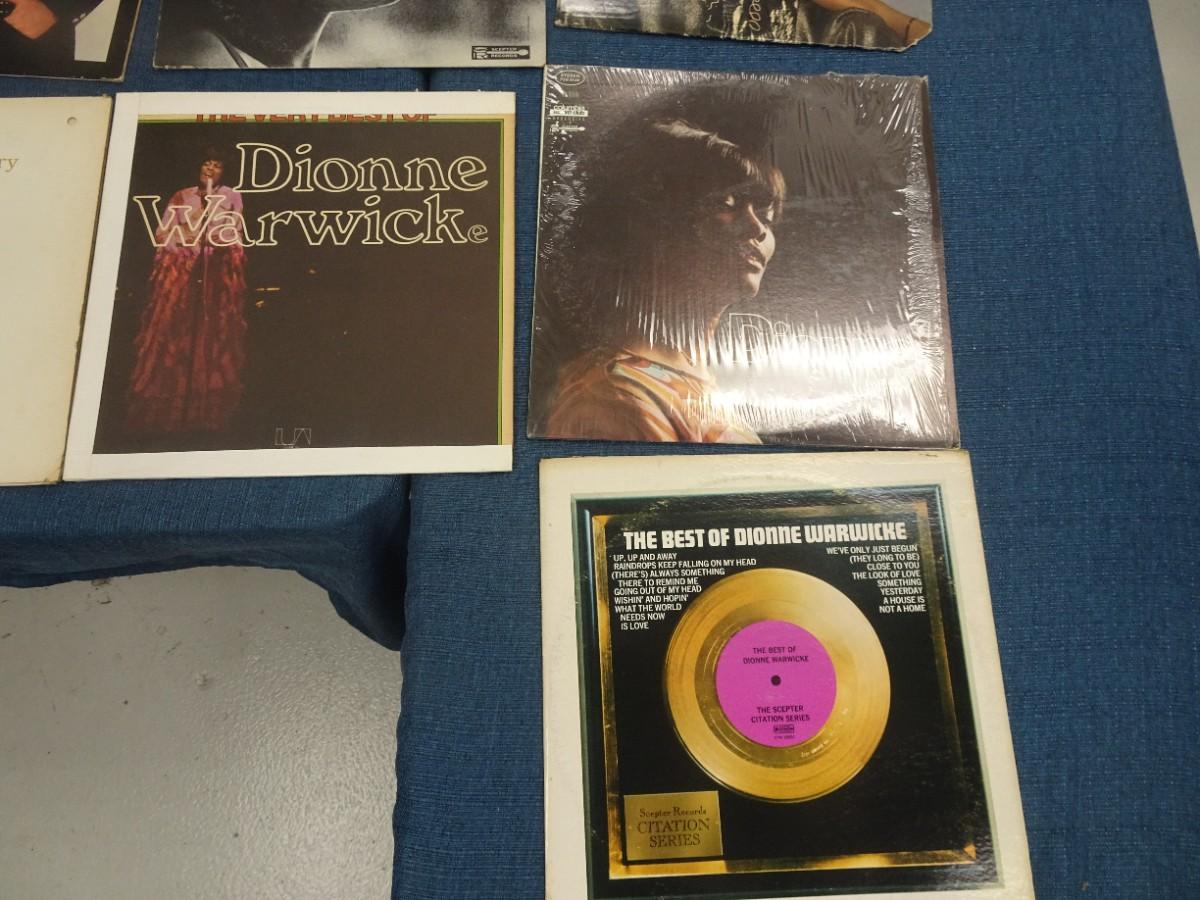 SCEPTER
RECORDS
ry
THE VERY BEST OF
Dionne
Warwicke
UA
STEREO
COLUMBIA
Dionne
THE BEST OF DIONNE WARWICKE
UP, UP AND AWAY
RAINDROPS KEEP FALLING ON MY HEAD
(THERE'S) ALWAYS SOMETHING
THERE TO REMIND ME
GOING OUT OF MY HEAD
WISHIN' AND HOPIN'
WHAT THE WORLD
NEEDS NOW
IS LOVE
WE'VE ONLY JUST BEGUN
(THEY LONG TO BE)
CLOSE TO YOU
THE LOOK OF LOVE
SOMETHING
YESTERDAY
A HOUSE IS
NOT A HOME
THE BEST OF
DIONNE WARWICKE
THE SCEPTER
CITATION SERIES
Scepter Records
CITATION
SERIES